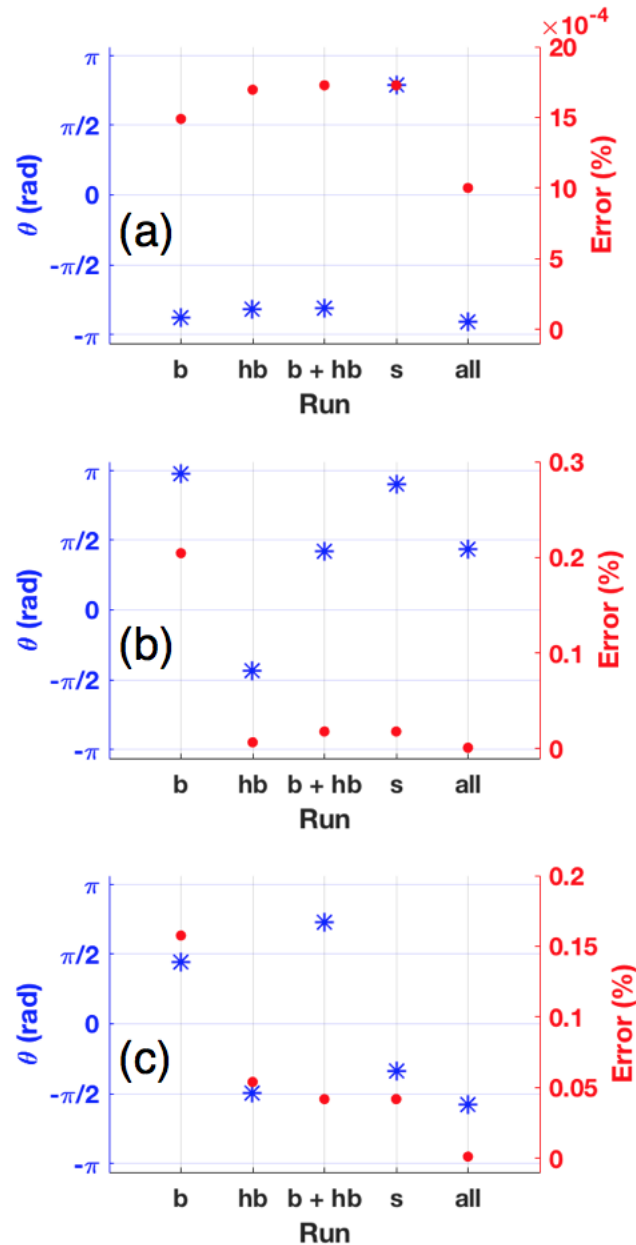 ×10⁻⁴
π
π/2
0
-π/2
-π
θ (rad)
(a)
20
15
10
5
0
Error (%)
b hb b + hb s all
Run
π
π/2
0
-π/2
-π
θ (rad)
(b)
0.3
0.2
0.1
0
Error (%)
b hb b + hb s all
Run
π
π/2
0
-π/2
-π
θ (rad)
(c)
0.2
0.15
0.1
0.05
0
Error (%)
b hb b + hb s all
Run